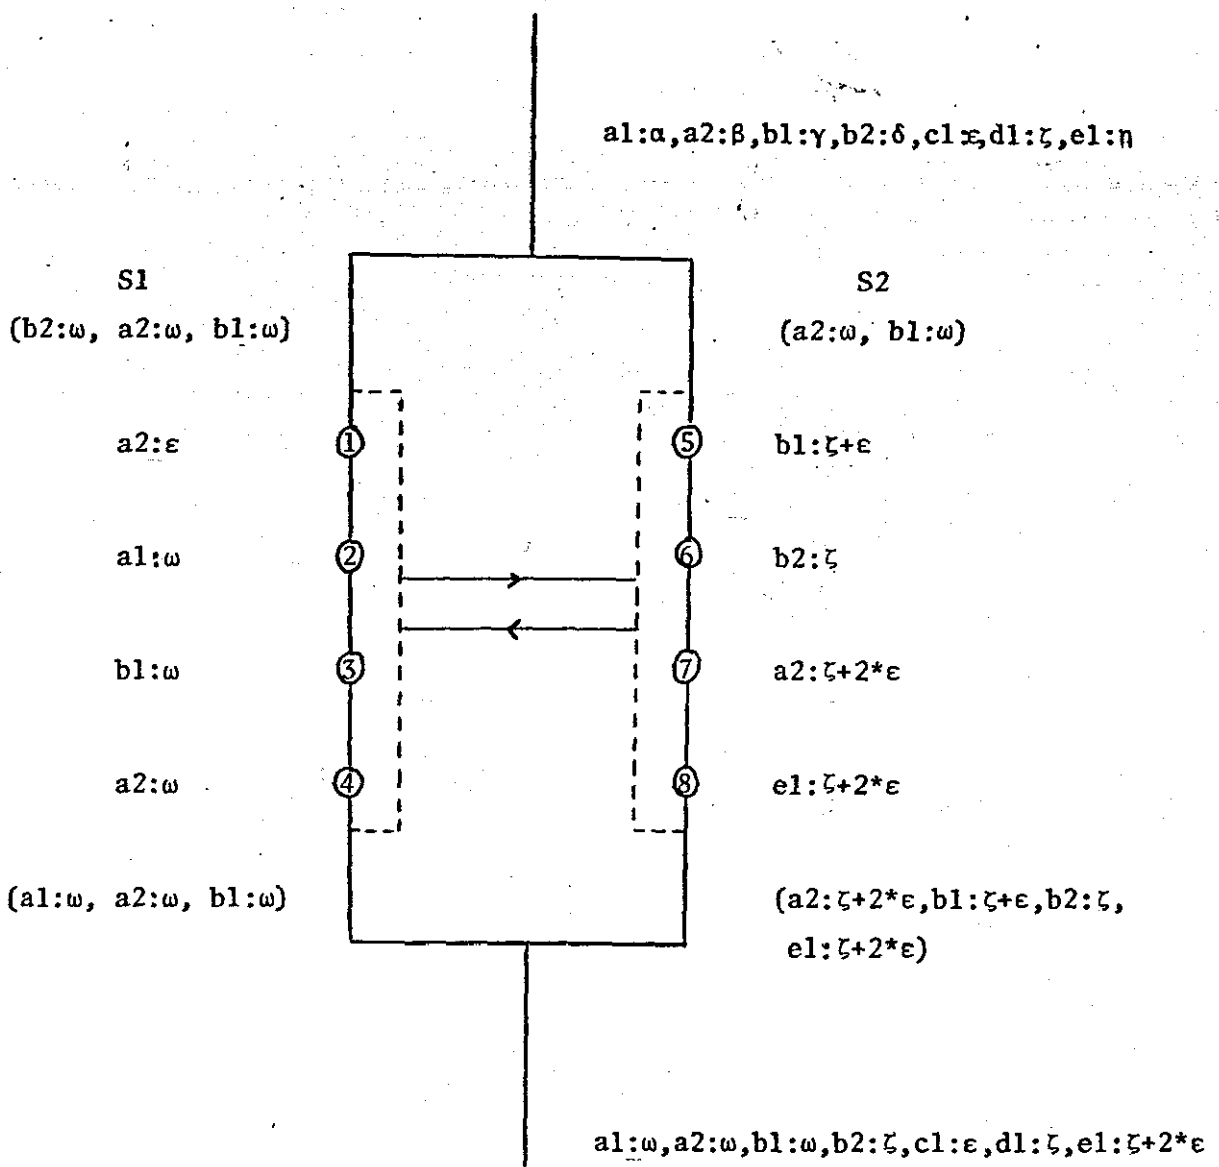 a1:α,a2:β,b1:γ,b2:δ,c1:ε,d1:ζ,e1:η
S1
S2
(b2:ω, a2:ω, b1:ω)
(a2:ω, b1:ω)
a2:ε
1
5
b1:ζ+ε
a1:ω
2
6
b2:ζ
b1:ω
3
7
a2:ζ+2*ε
a2:ω
4
8
e1:ζ+2*ε
(a1:ω, a2:ω, b1:ω)
(a2:ζ+2*ε,b1:ζ+ε,b2:ζ,
e1:ζ+2*ε)
a1:ω,a2:ω,b1:ω,b2:ζ,c1:ε,d1:ζ,e1:ζ+2*ε